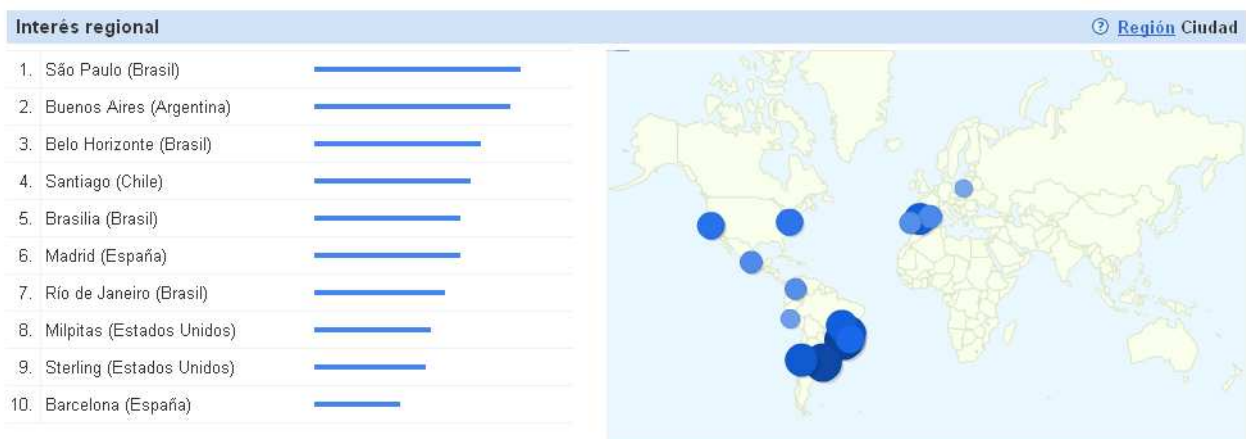 Interés regional
? Región Ciudad
1. São Paulo (Brasil)
2. Buenos Aires (Argentina)
3. Belo Horizonte (Brasil)
4. Santiago (Chile)
5. Brasilia (Brasil)
6. Madrid (España)
7. Río de Janeiro (Brasil)
8. Milpitas (Estados Unidos)
9. Sterling (Estados Unidos)
10. Barcelona (España)